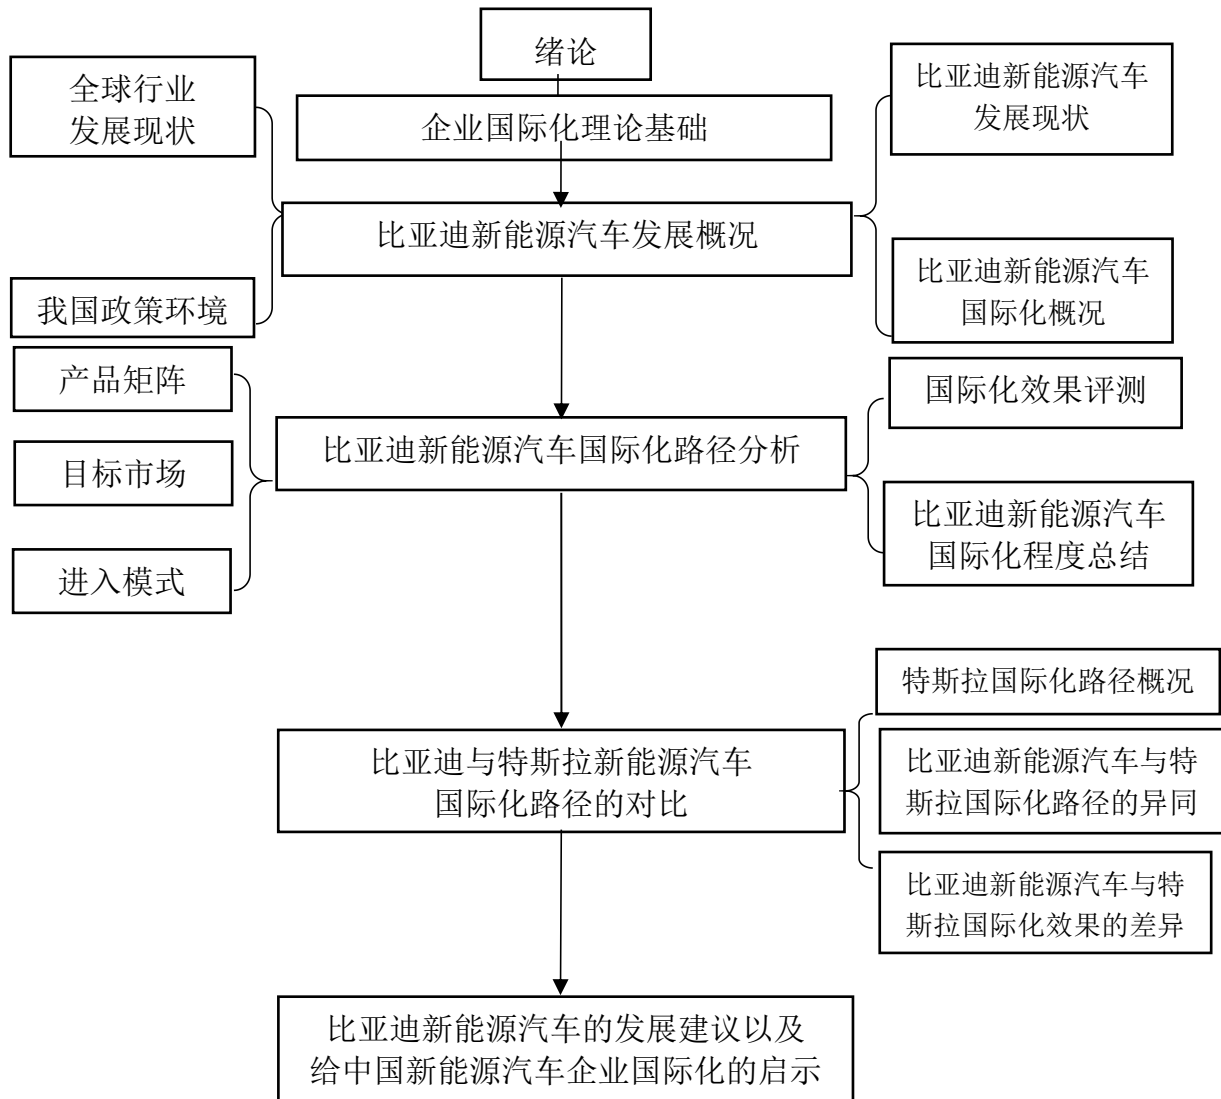 绪论
全球行业
发展现状
企业国际化理论基础
比亚迪新能源汽车
发展现状
比亚迪新能源汽车发展概况
我国政策环境
比亚迪新能源汽车
国际化概况
产品矩阵
目标市场
进入模式
比亚迪新能源汽车国际化路径分析
国际化效果评测
比亚迪新能源汽车
国际化程度总结
比亚迪与特斯拉新能源汽车
国际化路径的对比
特斯拉国际化路径概况
比亚迪新能源汽车与特
斯拉国际化路径的异同
比亚迪新能源汽车与特
斯拉国际化效果的差异
比亚迪新能源汽车的发展建议以及
给中国新能源汽车企业国际化的启示